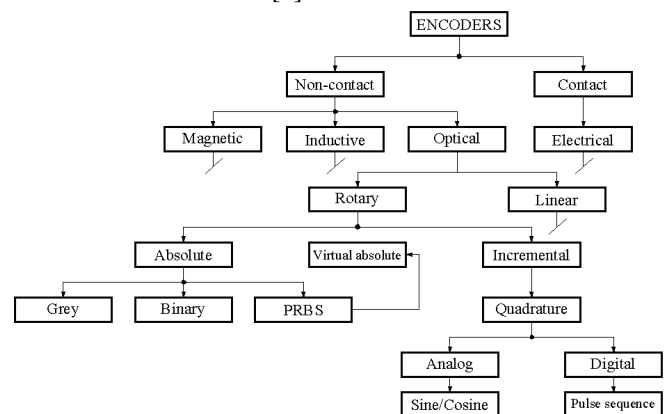 ENCODERS
Non-contact
Contact
Magnetic
Inductive
Optical
Electrical
Rotary
Linear
Absolute
Virtual absolute
Incremental
Grey
Binary
PRBS
Quadrature
Analog
Digital
Sine/Cosine
Pulse sequence